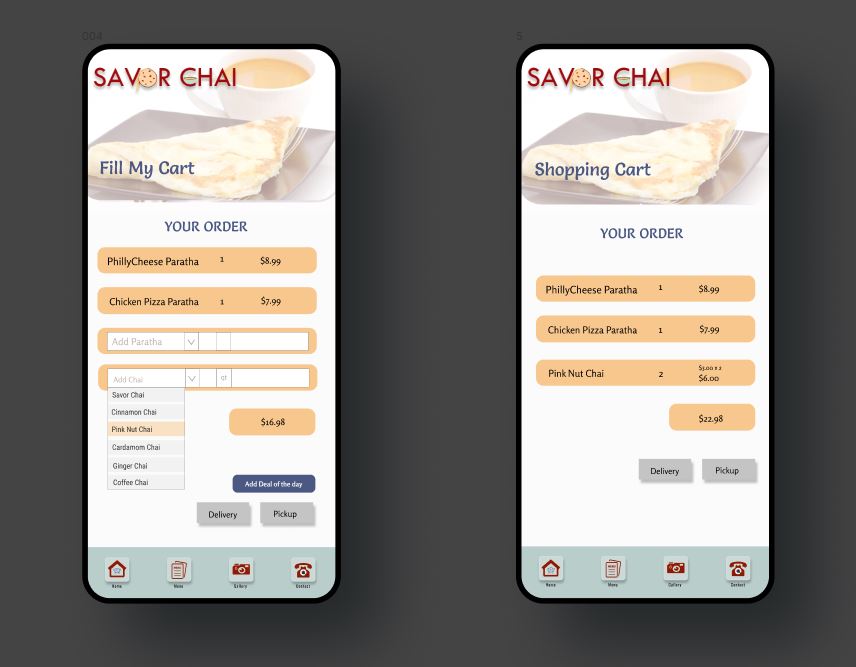 004
SAVOR CHAI
Fill My Cart
YOUR ORDER
PhillyCheese Paratha 1 $8.99
Chicken Pizza Paratha 1 $7.99
Add Paratha
Add Chai qt
Savor Chai
Cinnamon Chai
Pink Nut Chai
Cardamom Chai
Ginger Chai
Coffee Chai
$16.98
Add Deal of the day
Delivery Pickup
Home Menu Gallery Contact
5
SAVOR CHAI
Shopping Cart
YOUR ORDER
PhillyCheese Paratha 1 $8.99
Chicken Pizza Paratha 1 $7.99
Pink Nut Chai 2 $3.00 x 2
$6.00
$22.98
Delivery Pickup
Home Menu Gallery Contact